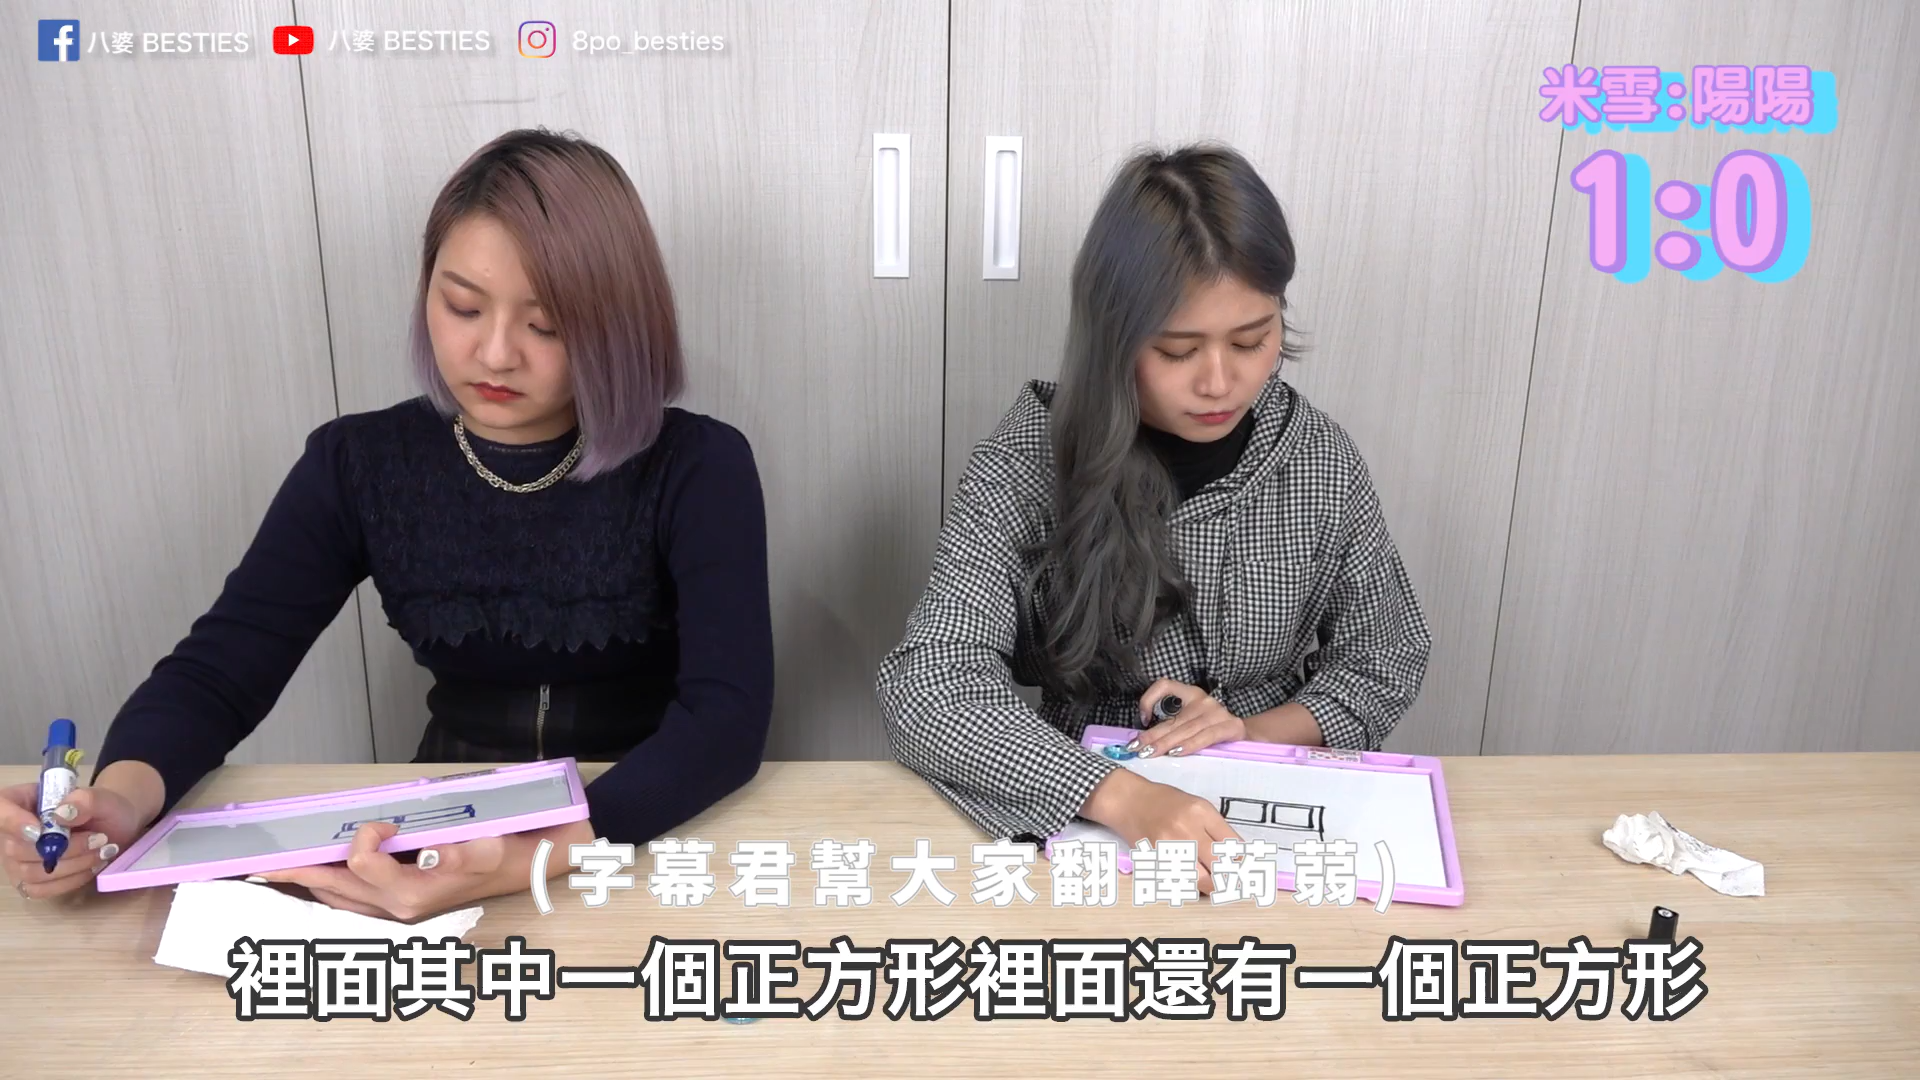 八婆 BESTIES
八婆 BESTIES
8po_besties
米雪:陽陽
1:0
(字幕君幫大家翻譯蒟蒻)
裡面其中一個正方形裡面還有一個正方形